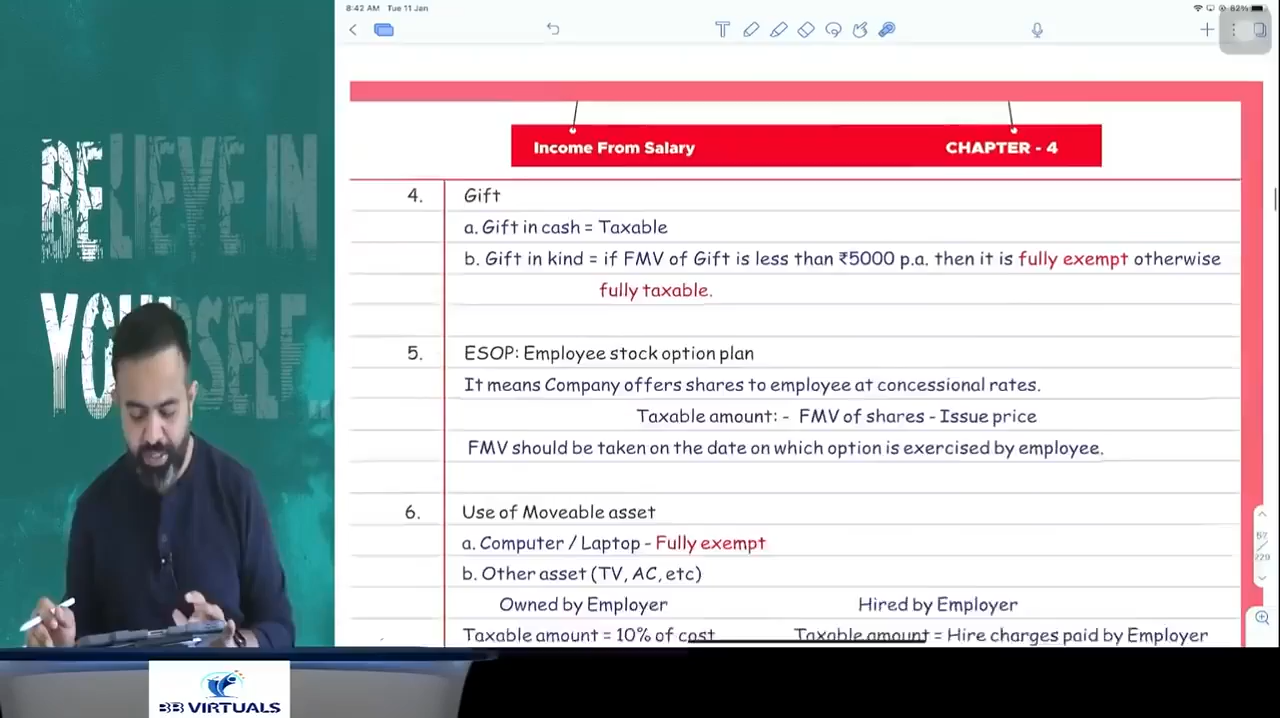 8:42 AM Tue 11 Jan
82%
BELIEVE IN
YOURSELF
Income From Salary CHAPTER - 4
4. Gift
a. Gift in cash = Taxable
b. Gift in kind = if FMV of Gift is less than ₹5000 p.a. then it is fully exempt otherwise
fully taxable.
5. ESOP: Employee stock option plan
It means Company offers shares to employee at concessional rates.
Taxable amount: - FMV of shares - Issue price
FMV should be taken on the date on which option is exercised by employee.
6. Use of Moveable asset
a. Computer / Laptop - Fully exempt
b. Other asset (TV, AC, etc)
Owned by Employer Hired by Employer
Taxable amount = 10% of cost Taxable amount = Hire charges paid by Employer
57
229
BB VIRTUALS